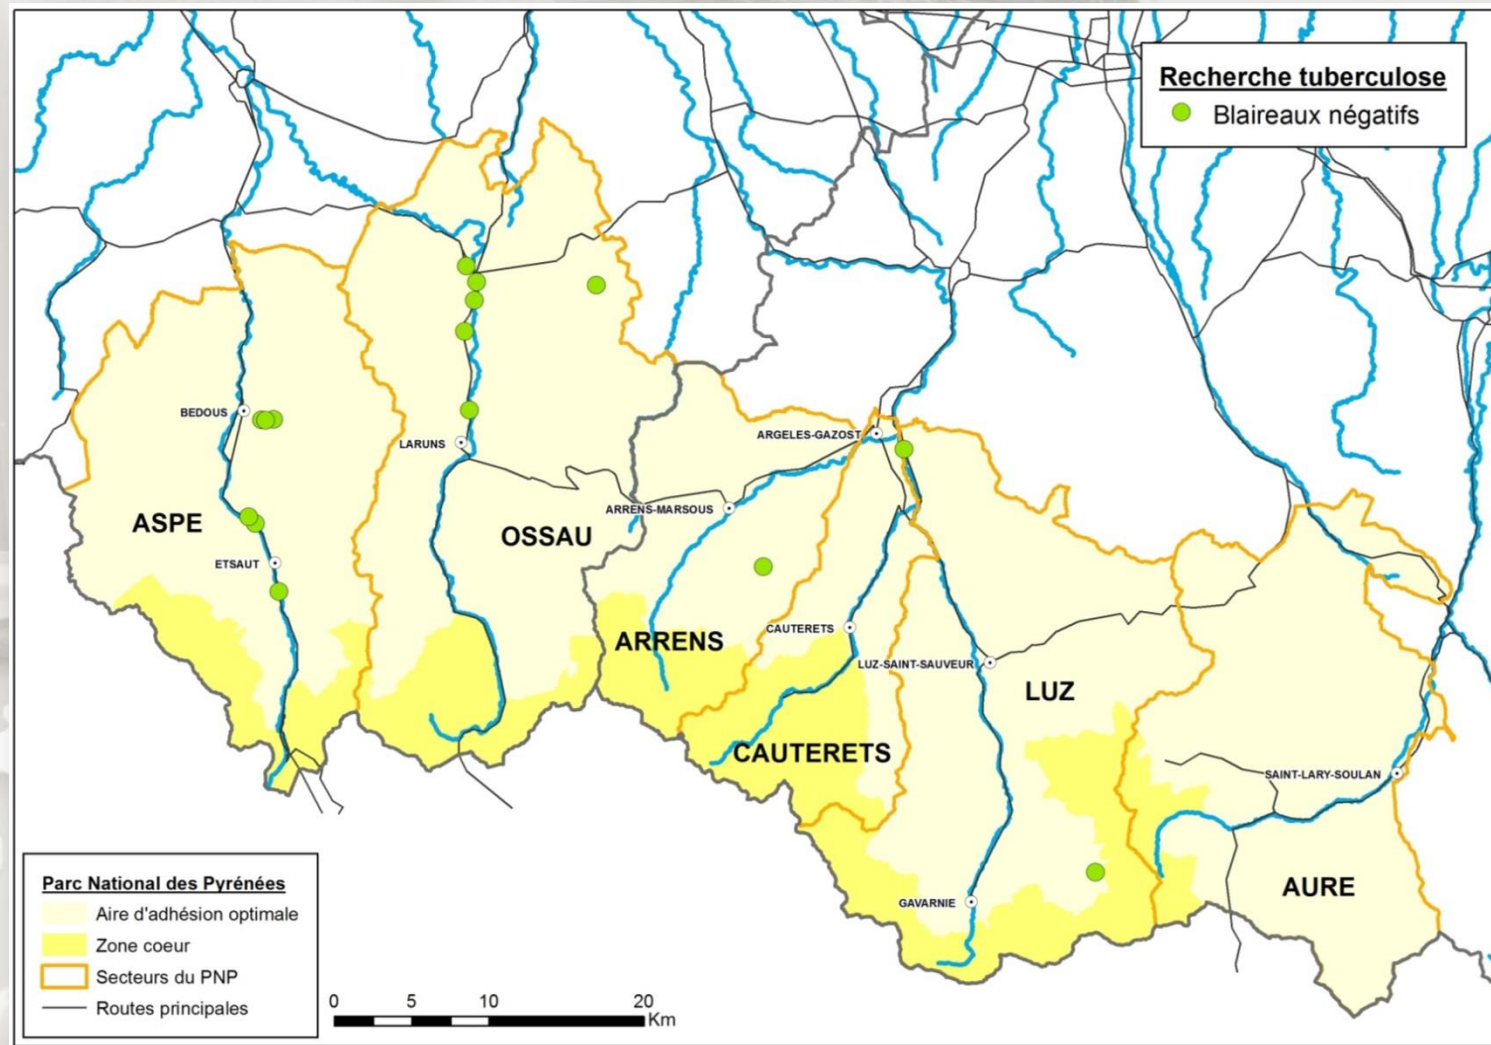 Recherche tuberculose
Blaireaux négatifs
BEDOUS
LARUNS
ARGELES-GAZOST
ARRENS-MARSOUS
ASPE
OSSAU
ETSAUT
ARRENS
CAUTERETS
LUZ-SAINT-SAUVEUR
LUZ
CAUTERETS
SAINT-LARY-SOULAN
AURE
GAVARNIE
Parc National des Pyrénées
Aire d'adhésion optimale
Zone coeur
Secteurs du PNP
Routes principales
0 5 10 20
Km